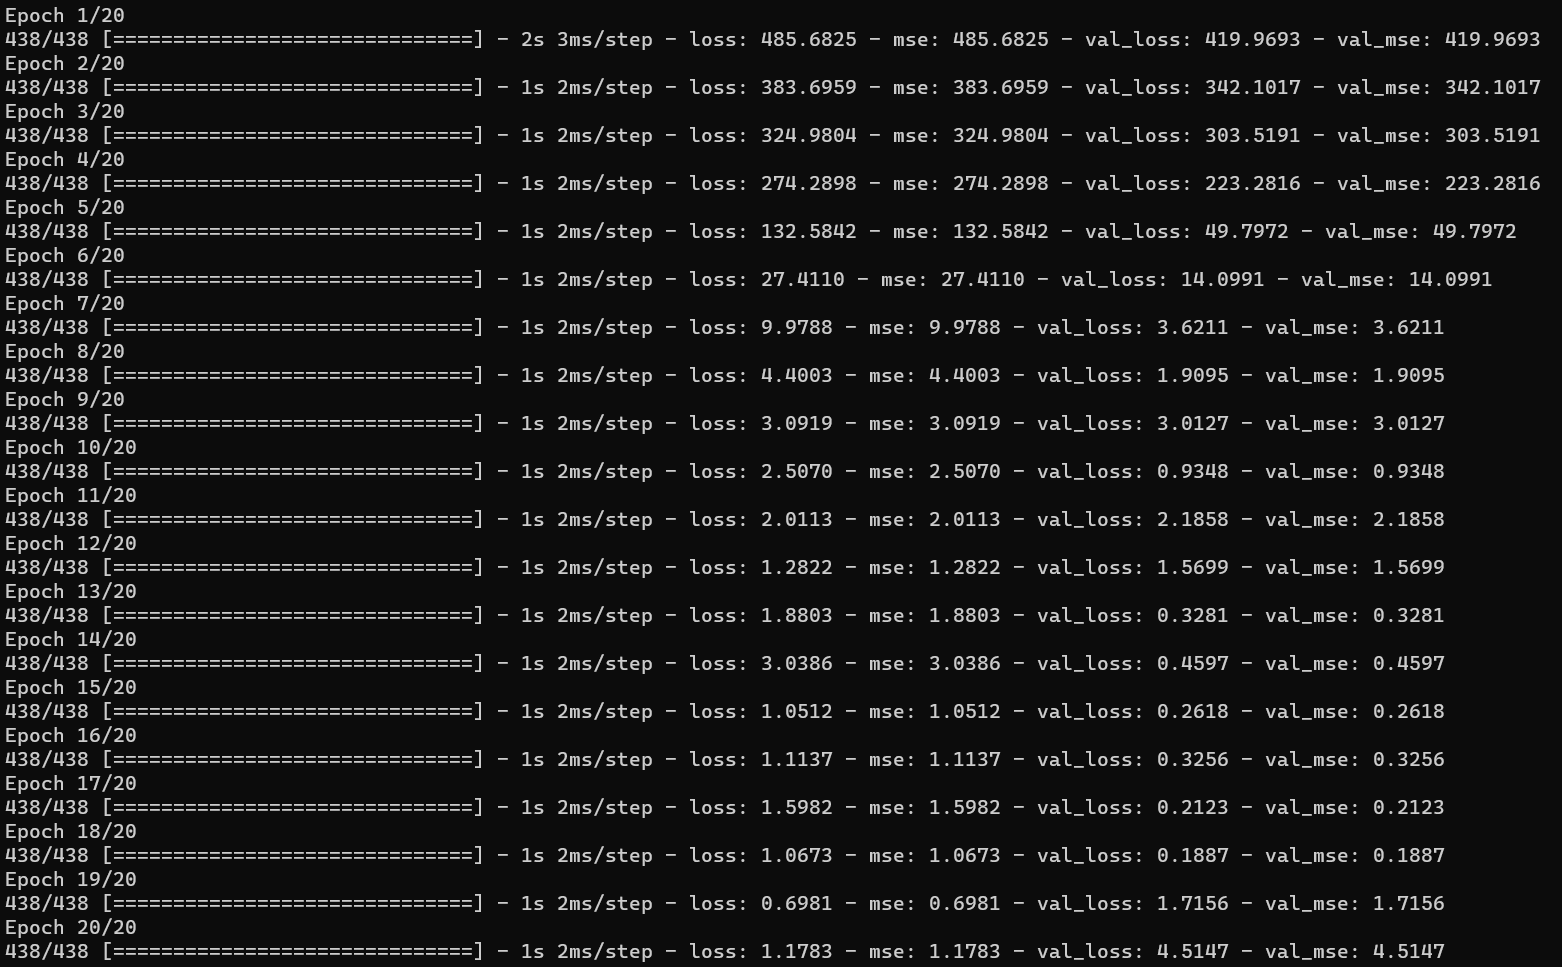 Epoch 1/20
438/438 [==============================] - 2s 3ms/step - loss: 485.6825 - mse: 485.6825 - val_loss: 419.9693 - val_mse: 419.9693
Epoch 2/20
438/438 [==============================] - 1s 2ms/step - loss: 383.6959 - mse: 383.6959 - val_loss: 342.1017 - val_mse: 342.1017
Epoch 3/20
438/438 [==============================] - 1s 2ms/step - loss: 324.9804 - mse: 324.9804 - val_loss: 303.5191 - val_mse: 303.5191
Epoch 4/20
438/438 [==============================] - 1s 2ms/step - loss: 274.2898 - mse: 274.2898 - val_loss: 223.2816 - val_mse: 223.2816
Epoch 5/20
438/438 [==============================] - 1s 2ms/step - loss: 132.5842 - mse: 132.5842 - val_loss: 49.7972 - val_mse: 49.7972
Epoch 6/20
438/438 [==============================] - 1s 2ms/step - loss: 27.4110 - mse: 27.4110 - val_loss: 14.0991 - val_mse: 14.0991
Epoch 7/20
438/438 [==============================] - 1s 2ms/step - loss: 9.9788 - mse: 9.9788 - val_loss: 3.6211 - val_mse: 3.6211
Epoch 8/20
438/438 [==============================] - 1s 2ms/step - loss: 4.4003 - mse: 4.4003 - val_loss: 1.9095 - val_mse: 1.9095
Epoch 9/20
438/438 [==============================] - 1s 2ms/step - loss: 3.0919 - mse: 3.0919 - val_loss: 3.0127 - val_mse: 3.0127
Epoch 10/20
438/438 [==============================] - 1s 2ms/step - loss: 2.5070 - mse: 2.5070 - val_loss: 0.9348 - val_mse: 0.9348
Epoch 11/20
438/438 [==============================] - 1s 2ms/step - loss: 2.0113 - mse: 2.0113 - val_loss: 2.1858 - val_mse: 2.1858
Epoch 12/20
438/438 [==============================] - 1s 2ms/step - loss: 1.2822 - mse: 1.2822 - val_loss: 1.5699 - val_mse: 1.5699
Epoch 13/20
438/438 [==============================] - 1s 2ms/step - loss: 1.8803 - mse: 1.8803 - val_loss: 0.3281 - val_mse: 0.3281
Epoch 14/20
438/438 [==============================] - 1s 2ms/step - loss: 3.0386 - mse: 3.0386 - val_loss: 0.4597 - val_mse: 0.4597
Epoch 15/20
438/438 [==============================] - 1s 2ms/step - loss: 1.0512 - mse: 1.0512 - val_loss: 0.2618 - val_mse: 0.2618
Epoch 16/20
438/438 [==============================] - 1s 2ms/step - loss: 1.1137 - mse: 1.1137 - val_loss: 0.3256 - val_mse: 0.3256
Epoch 17/20
438/438 [==============================] - 1s 2ms/step - loss: 1.5982 - mse: 1.5982 - val_loss: 0.2123 - val_mse: 0.2123
Epoch 18/20
438/438 [==============================] - 1s 2ms/step - loss: 1.0673 - mse: 1.0673 - val_loss: 0.1887 - val_mse: 0.1887
Epoch 19/20
438/438 [==============================] - 1s 2ms/step - loss: 0.6981 - mse: 0.6981 - val_loss: 1.7156 - val_mse: 1.7156
Epoch 20/20
438/438 [==============================] - 1s 2ms/step - loss: 1.1783 - mse: 1.1783 - val_loss: 4.5147 - val_mse: 4.5147